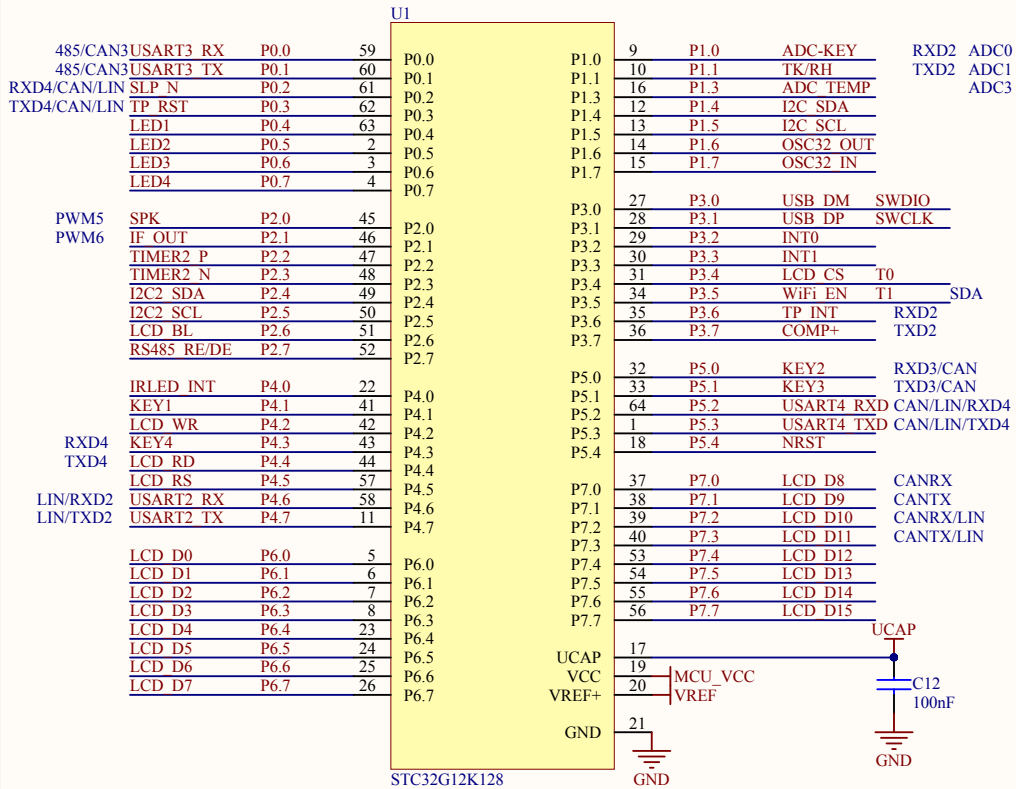 U1
485/CAN3 USART3_RX P0.0 59 P0.0
485/CAN3 USART3_TX P0.1 60 P0.1
RXD4/CAN/LIN SLP_N P0.2 61 P0.2
TXD4/CAN/LIN TP_RST P0.3 62 P0.3
LED1 P0.4 63 P0.4
LED2 P0.5 2 P0.5
LED3 P0.6 3 P0.6
LED4 P0.7 4 P0.7
PWM5 SPK P2.0 45 P2.0
PWM6 IF_OUT P2.1 46 P2.1
TIMER2_P P2.2 47 P2.2
TIMER2_N P2.3 48 P2.3
I2C2_SDA P2.4 49 P2.4
I2C2_SCL P2.5 50 P2.5
LCD_BL P2.6 51 P2.6
RS485_RE/DE P2.7 52 P2.7
IRLED_INT P4.0 22 P4.0
KEY1 P4.1 41 P4.1
LCD_WR P4.2 42 P4.2
RXD4 KEY4 P4.3 43 P4.3
TXD4 LCD_RD P4.4 44 P4.4
LCD_RS P4.5 57 P4.5
LIN/RXD2 USART2_RX P4.6 58 P4.6
LIN/TXD2 USART2_TX P4.7 11 P4.7
LCD_D0 P6.0 5 P6.0
LCD_D1 P6.1 6 P6.1
LCD_D2 P6.2 7 P6.2
LCD_D3 P6.3 8 P6.3
LCD_D4 P6.4 23 P6.4
LCD_D5 P6.5 24 P6.5
LCD_D6 P6.6 25 P6.6
LCD_D7 P6.7 26 P6.7
P1.0 9 P1.0 ADC-KEY RXD2 ADC0
P1.1 10 P1.1 TK/RH TXD2 ADC1
P1.3 16 P1.3 ADC_TEMP ADC3
P1.4 12 P1.4 I2C_SDA
P1.5 13 P1.5 I2C_SCL
P1.6 14 P1.6 OSC32_OUT
P1.7 15 P1.7 OSC32_IN
P3.0 27 P3.0 USB_DM SWDIO
P3.1 28 P3.1 USB_DP SWCLK
P3.2 29 P3.2 INT0
P3.3 30 P3.3 INT1
P3.4 31 P3.4 LCD_CS T0
P3.5 34 P3.5 WiFi_EN T1 SDA
P3.6 35 P3.6 TP_INT RXD2
P3.7 36 P3.7 COMP+ TXD2
P5.0 32 P5.0 KEY2 RXD3/CAN
P5.1 33 P5.1 KEY3 TXD3/CAN
P5.2 64 P5.2 USART4_RXD CAN/LIN/RXD4
P5.3 1 P5.3 USART4_TXD CAN/LIN/TXD4
P5.4 18 P5.4 NRST
P7.0 37 P7.0 LCD_D8 CANRX
P7.1 38 P7.1 LCD_D9 CANTX
P7.2 39 P7.2 LCD_D10 CANRX/LIN
P7.3 40 P7.3 LCD_D11 CANTX/LIN
P7.4 53 P7.4 LCD_D12
P7.5 54 P7.5 LCD_D13
P7.6 55 P7.6 LCD_D14
P7.7 56 P7.7 LCD_D15
UCAP
UCAP 17
VCC 19 MCU_VCC
VREF+ 20 VREF
C12
100nF
GND 21
GND
GND
STC32G12K128